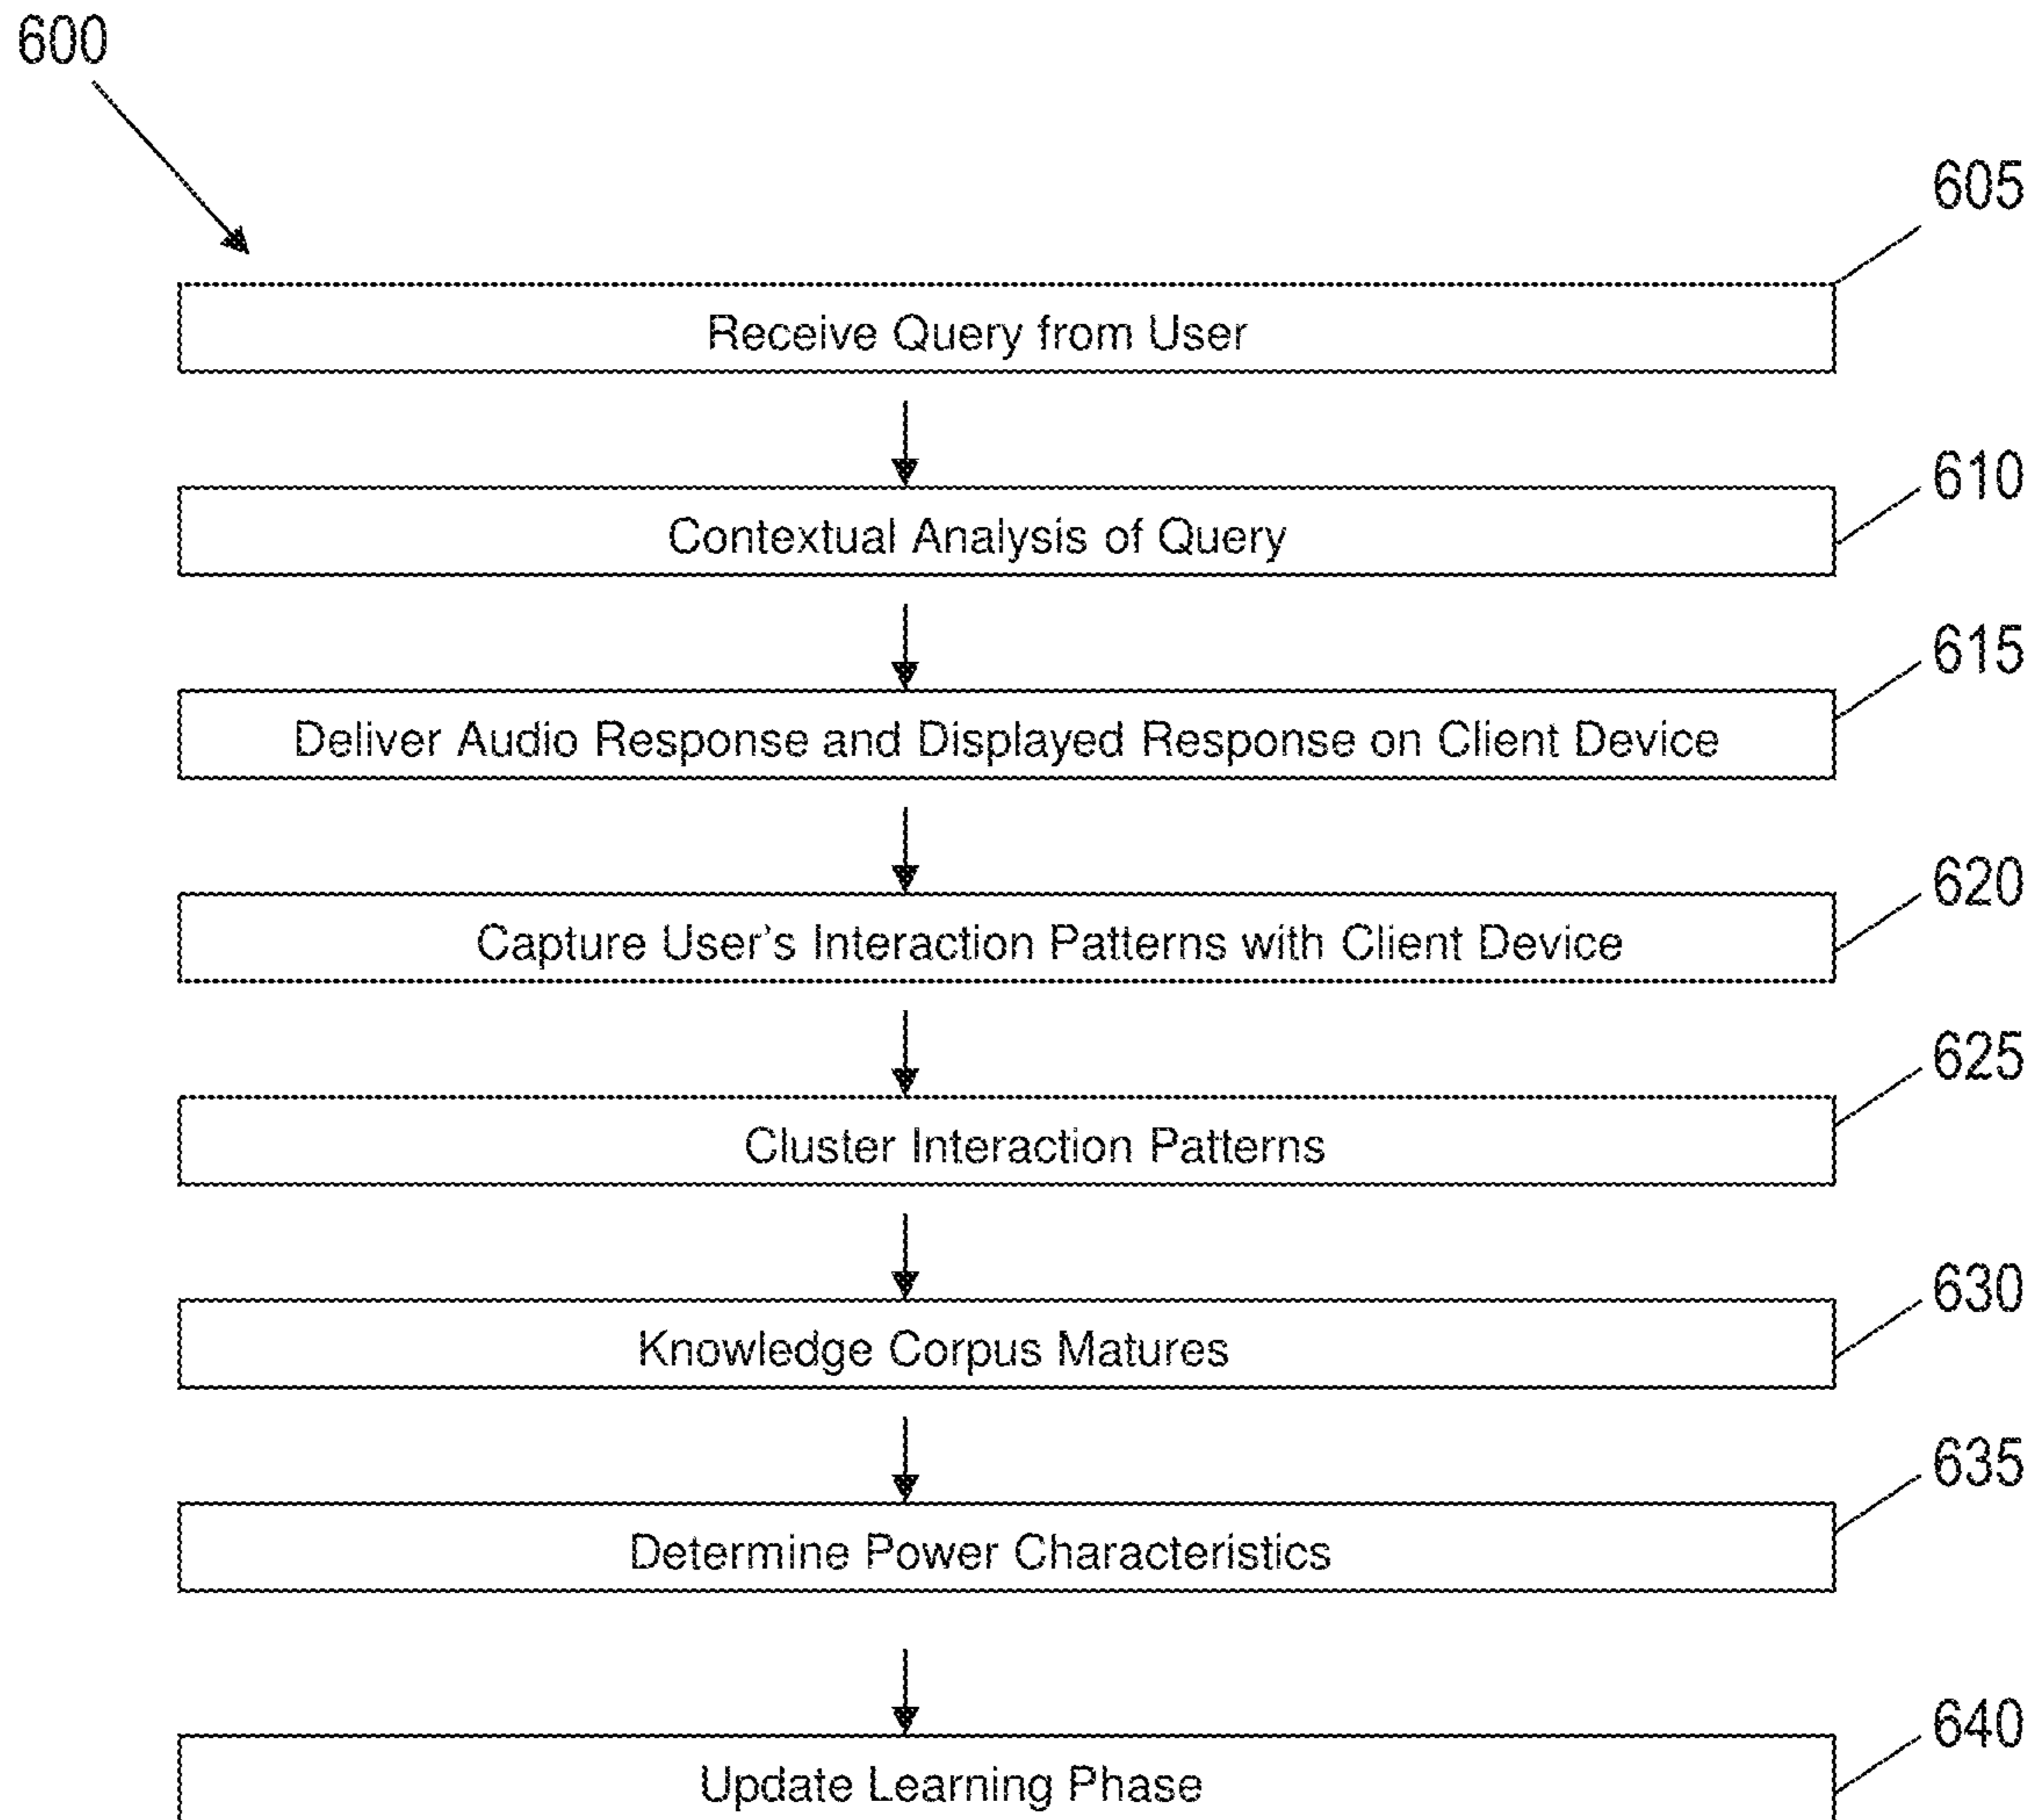 600
605
Receive Query from User
610
Contextual Analysis of Query
615
Deliver Audio Response and Displayed Response on Client Device
620
Capture User's Interaction Patterns with Client Device
625
Cluster Interaction Patterns
630
Knowledge Corpus Matures
635
Determine Power Characteristics
640
Update Learning Phase